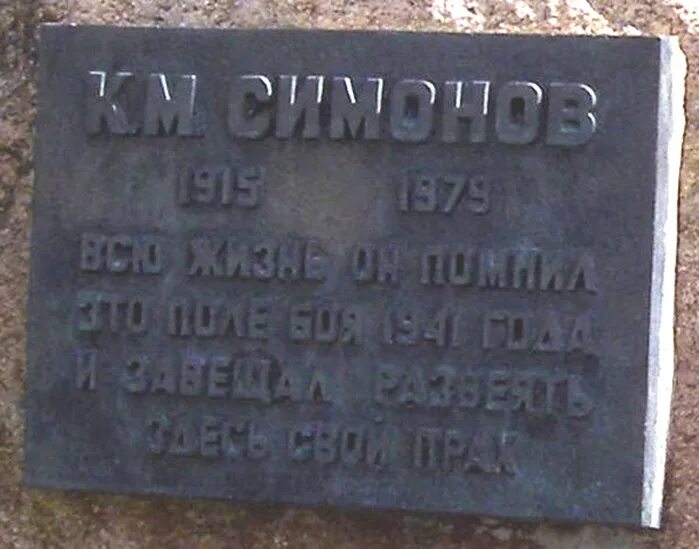 К.М. СИМОНОВ
1915 1979
ВСЮ ЖИЗНЬ ОН ПОМНИЛ
ЭТО ПОЛЕ БОЯ 1941 ГОДА
И ЗАВЕЩАЛ РАЗВЕЯТЬ
ЗДЕСЬ СВОЙ ПРАХ